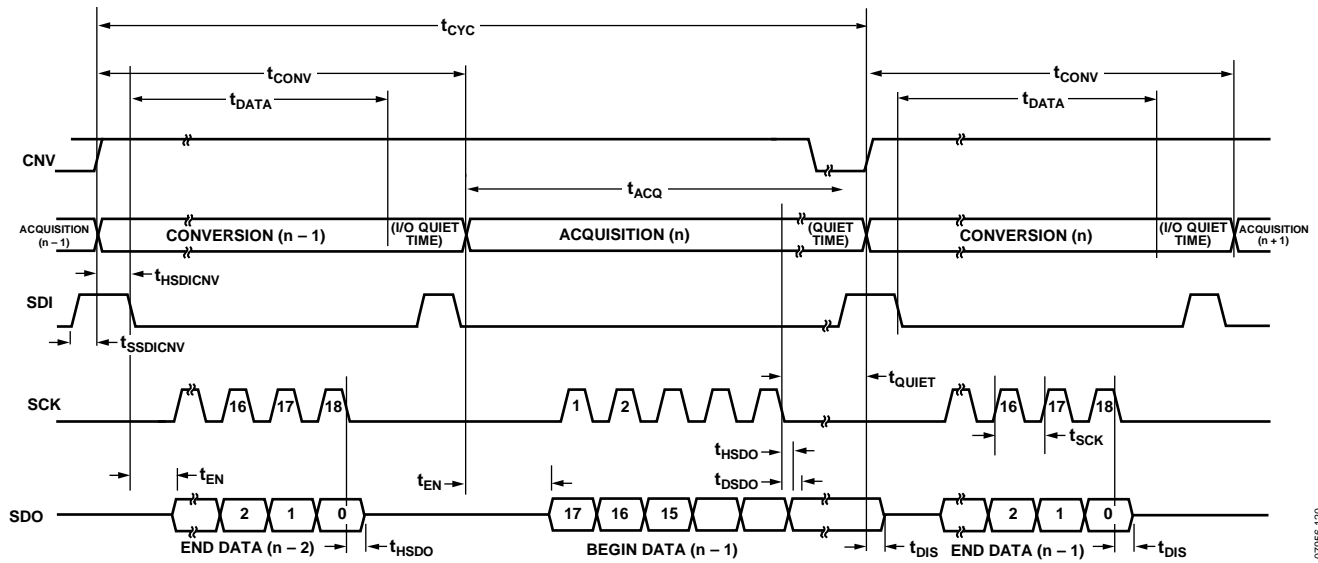 tCYC
tCONV
tCONV
tDATA
tDATA
CNV
tACQ
ACQUISITION
(n – 1)
CONVERSION (n – 1)
(I/O QUIET
TIME)
ACQUISITION (n)
(QUIET
TIME)
CONVERSION (n)
(I/O QUIET
TIME)
ACQUISITION
(n + 1)
tHSDICNV
SDI
tSSDICNV
tQUIET
SCK
16
17
18
1
2
16
17
18
tSCK
tHSDO
tEN
tEN
tDSDO
SDO
2
1
0
17
16
15
2
1
0
END DATA (n – 2)
tHSDO
BEGIN DATA (n – 1)
tDIS
END DATA (n – 1)
tDIS
07956-120